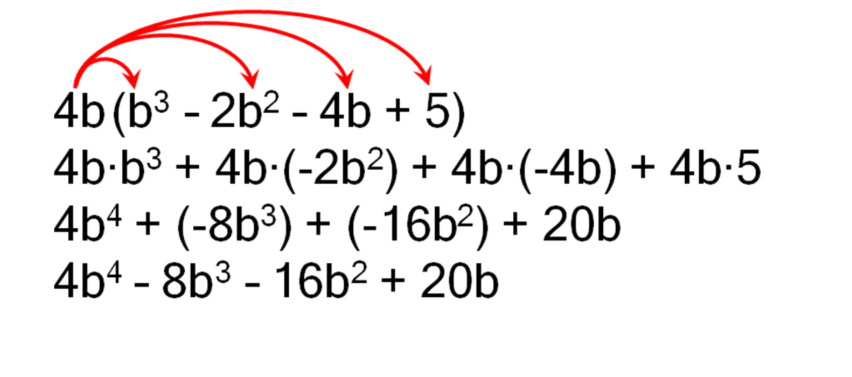 4b(b³ - 2b² - 4b + 5)
4b·b³ + 4b·(-2b²) + 4b·(-4b) + 4b·5
4b⁴ + (-8b³) + (-16b²) + 20b
4b⁴ - 8b³ - 16b² + 20b